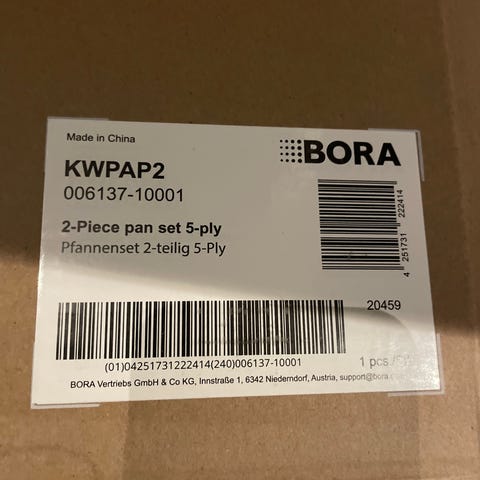 Made in China
BORA
KWPAP2
006137-10001
2-Piece pan set 5-ply
Pfannenset 2-teilig 5-Ply
4 251731 222414
20459
(01)04251731222414(240)006137-10001
1 pcs
BORA Vertriebs GmbH & Co KG, Innstraße 1, 6342 Niederndorf, Austria, support@bora.